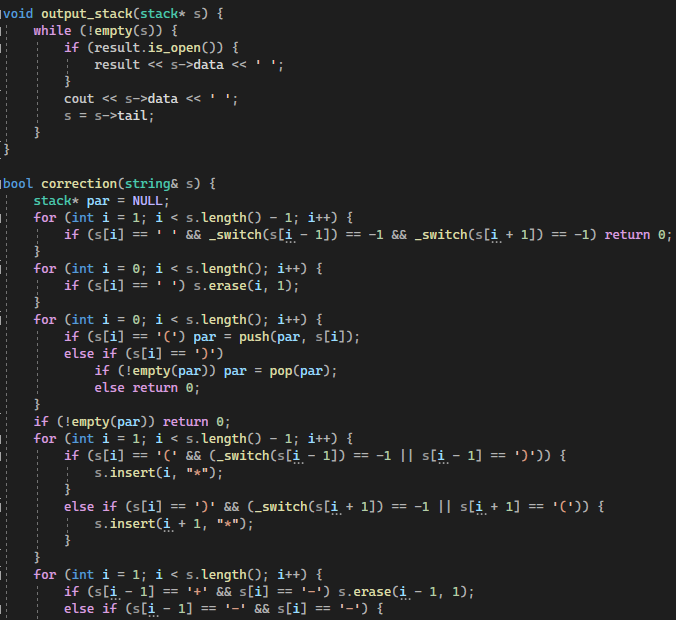 void output_stack(stack* s) {
    while (!empty(s)) {
        if (result.is_open()) {
            result << s->data << ' ';
        }
        cout << s->data << ' ';
        s = s->tail;
    }
}

bool correction(string& s) {
    stack* par = NULL;
    for (int i = 1; i < s.length() - 1; i++) {
        if (s[i] == ' ' && _switch(s[i - 1]) == -1 && _switch(s[i + 1]) == -1) return 0;
    }
    for (int i = 0; i < s.length(); i++) {
        if (s[i] == ' ') s.erase(i, 1);
    }
    for (int i = 0; i < s.length(); i++) {
        if (s[i] == '(') par = push(par, s[i]);
        else if (s[i] == ')')
            if (!empty(par)) par = pop(par);
            else return 0;
    }
    if (!empty(par)) return 0;
    for (int i = 1; i < s.length() - 1; i++) {
        if (s[i] == '(' && (_switch(s[i - 1]) == -1 || s[i - 1] == ')')) {
            s.insert(i, "*");
        }
        else if (s[i] == ')' && (_switch(s[i + 1]) == -1 || s[i + 1] == '(')) {
            s.insert(i + 1, "*");
        }
    }
    for (int i = 1; i < s.length(); i++) {
        if (s[i - 1] == '+' && s[i] == '-') s.erase(i - 1, 1);
        else if (s[i - 1] == '-' && s[i] == '-') {